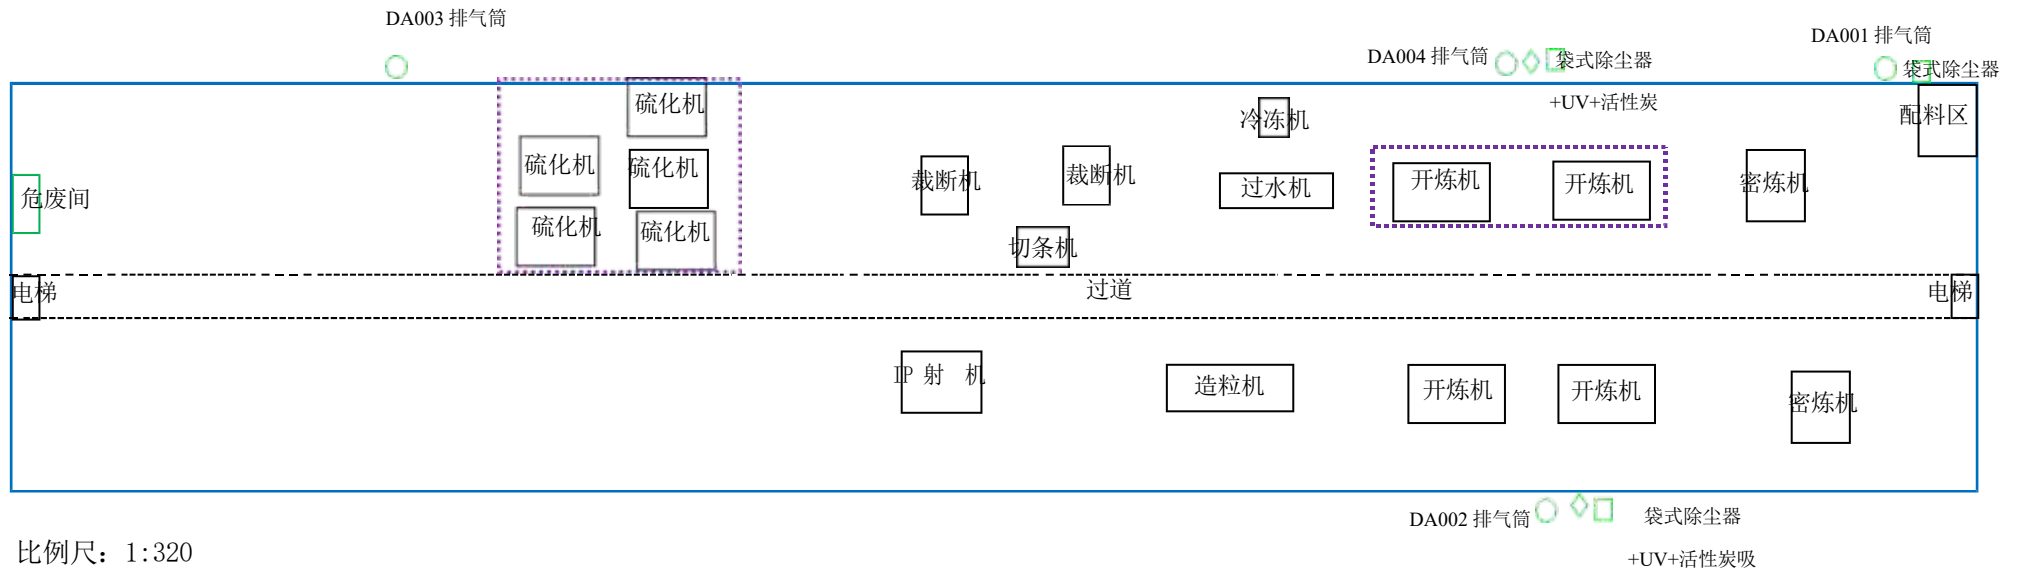 DA003 排气筒
DA001 排气筒
DA004 排气筒
袋式除尘器
袋式除尘器
+UV+活性炭
硫化机
冷冻机
配料区
硫化机
硫化机
裁断机
裁断机
过水机
开炼机
开炼机
密炼机
危废间
硫化机
硫化机
切条机
电梯
过道
电梯
IP 射 机
造粒机
开炼机
开炼机
密炼机
DA002 排气筒
袋式除尘器
+UV+活性炭吸
比例尺：1:320